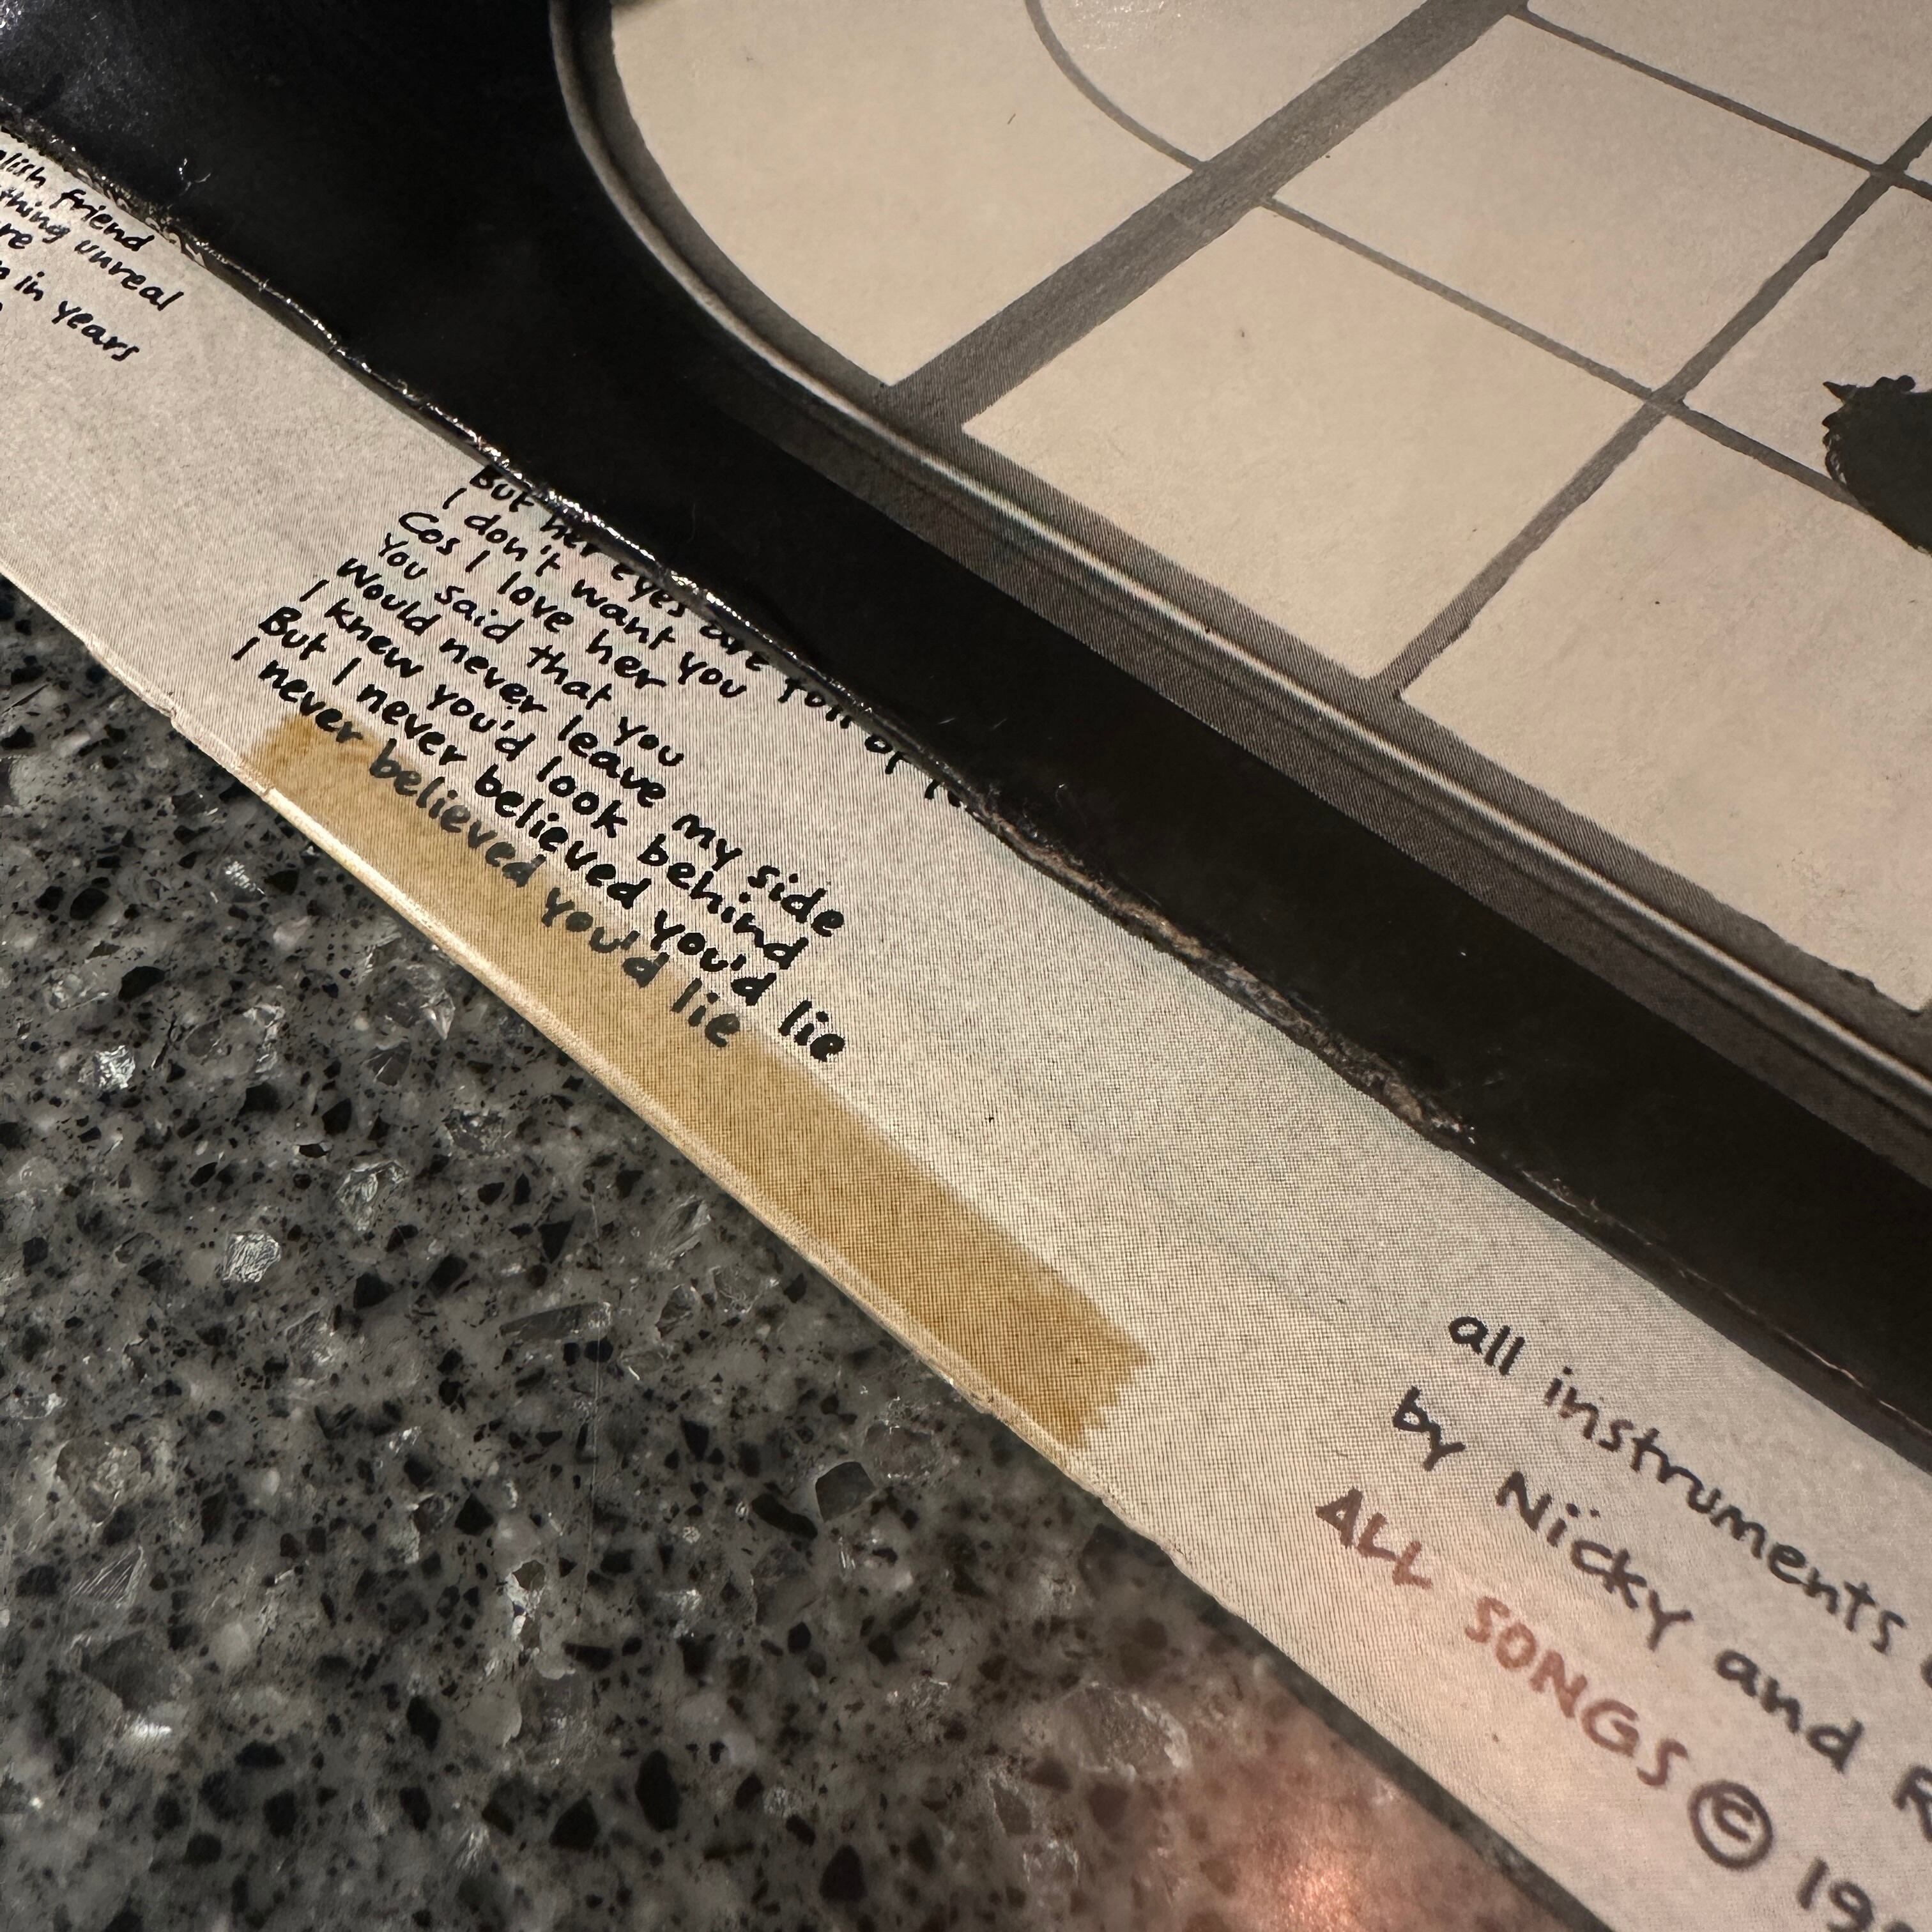 friend
thing unreal
in years
But her eyes are full of
I don't want you
Cos I love her
You said that you
Would never leave my side
I knew you'd look behind
But I never believed you'd lie
I never believed you'd lie
all instruments
by Nicky and
ALL SONGS ©